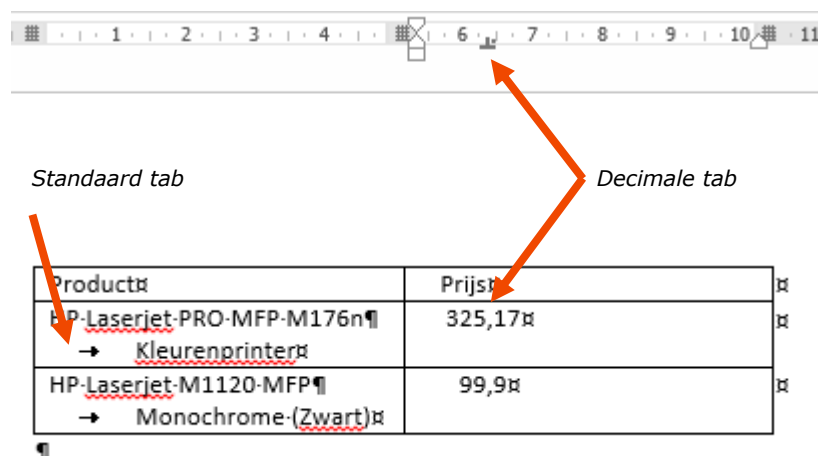 1 2 3 4 6 7 8 9 10 11
Standaard tab
Decimale tab
Product¤ Prijs¤ ¤
HP·Laserjet·PRO·MFP·M176n¶ 325,17¤ ¤
→ Kleurenprinter¤
HP·Laserjet·M1120·MFP¶ 99,9¤ ¤
→ Monochrome·(Zwart)¤
¶